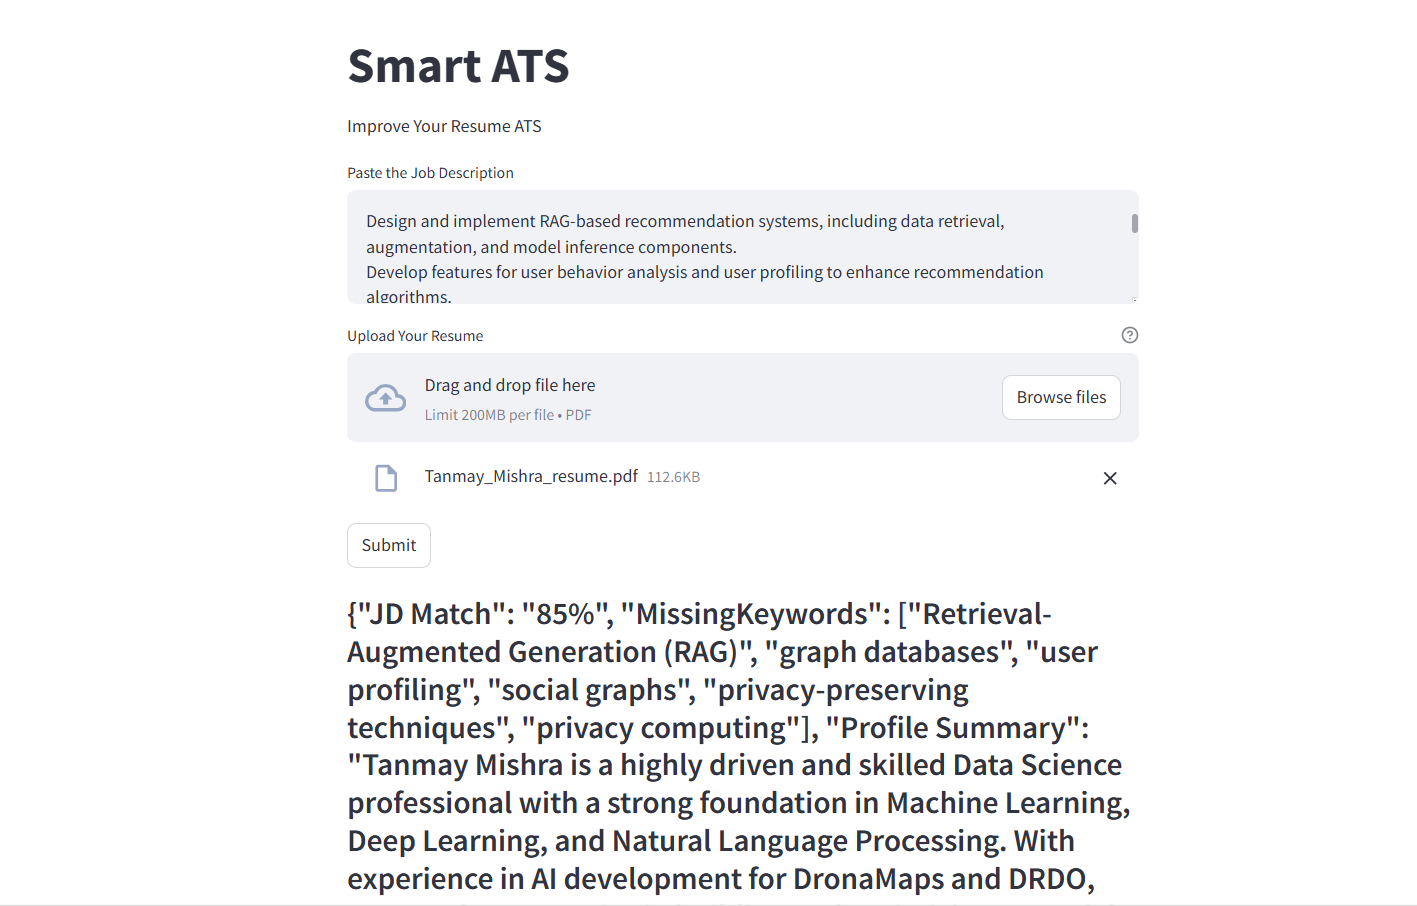 Smart ATS
Improve Your Resume ATS
Paste the Job Description
Design and implement RAG-based recommendation systems, including data retrieval,
augmentation, and model inference components.
Develop features for user behavior analysis and user profiling to enhance recommendation
algorithms.
Upload Your Resume
Drag and drop file here
Limit 200MB per file • PDF
Browse files
Tanmay_Mishra_resume.pdf 112.6KB
Submit
{"JD Match": "85%", "MissingKeywords": ["Retrieval-
Augmented Generation (RAG)", "graph databases", "user
profiling", "social graphs", "privacy-preserving
techniques", "privacy computing"], "Profile Summary":
"Tanmay Mishra is a highly driven and skilled Data Science
professional with a strong foundation in Machine Learning,
Deep Learning, and Natural Language Processing. With
experience in AI development for DronaMaps and DRDO,